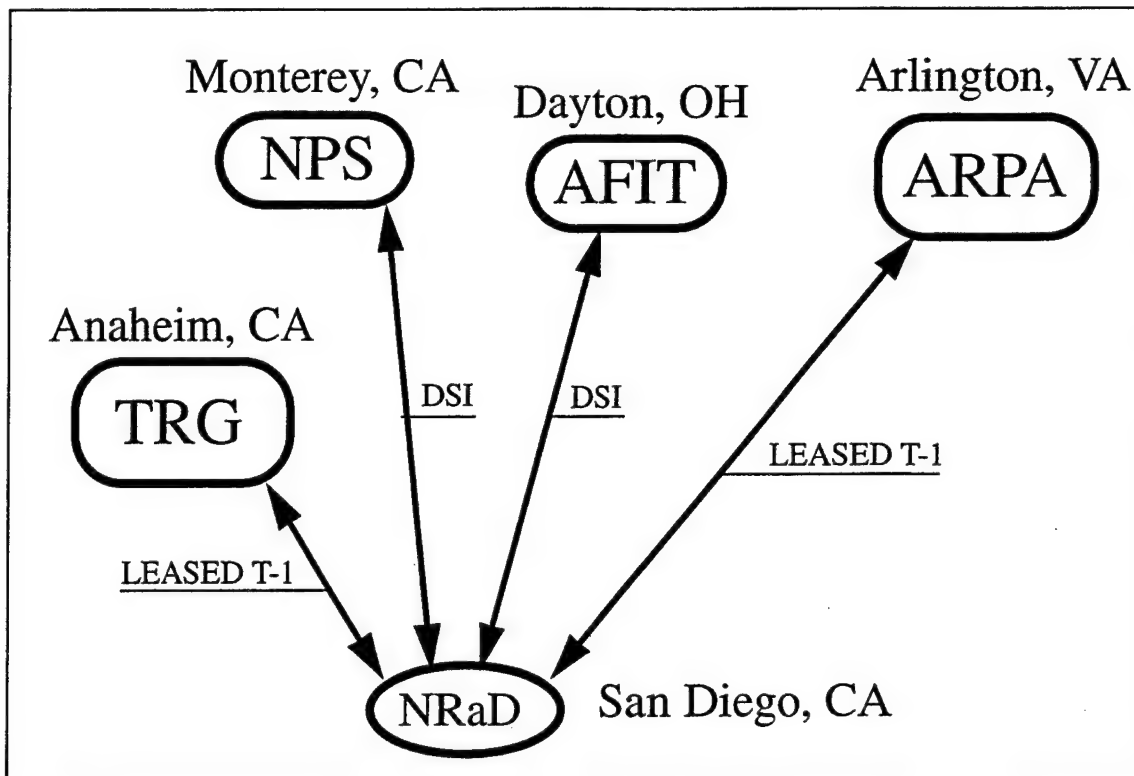 Monterey, CA
NPS
Dayton, OH
AFIT
Arlington, VA
ARPA
Anaheim, CA
TRG
DSI
DSI
LEASED T-1
LEASED T-1
NRaD
San Diego, CA